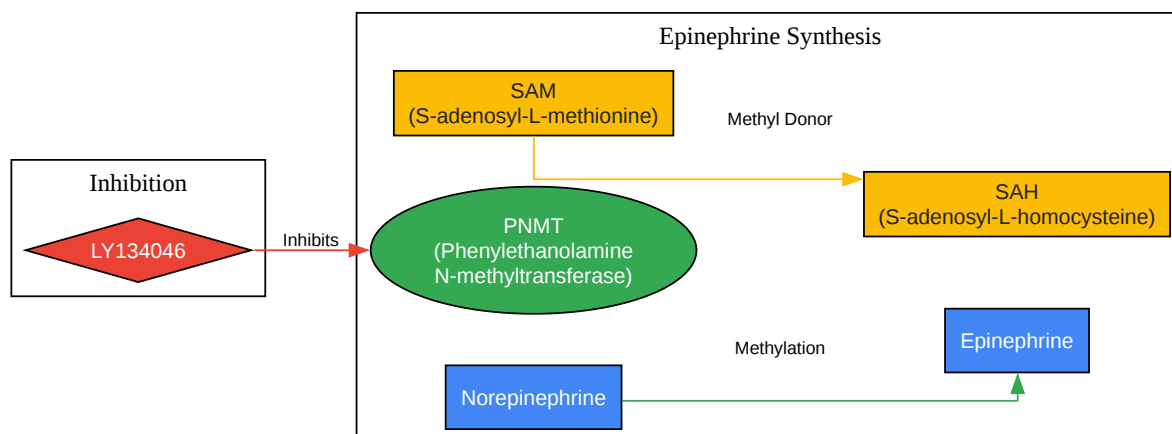 Epinephrine Synthesis
SAM
(S-adenosyl-L-methionine)
Methyl Donor
Inhibition
SAH
(S-adenosyl-L-homocysteine)
LY134046
Inhibits
PNMT
(Phenylethanolamine
N-methyltransferase)
Methylation
Epinephrine
Norepinephrine